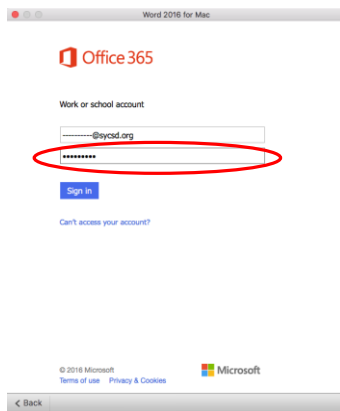 Word 2016 for Mac
Office 365
Work or school account
----------@sycsd.org
•••••••••
Sign in
Can't access your account?
© 2016 Microsoft
Terms of use Privacy & Cookies
Microsoft
< Back